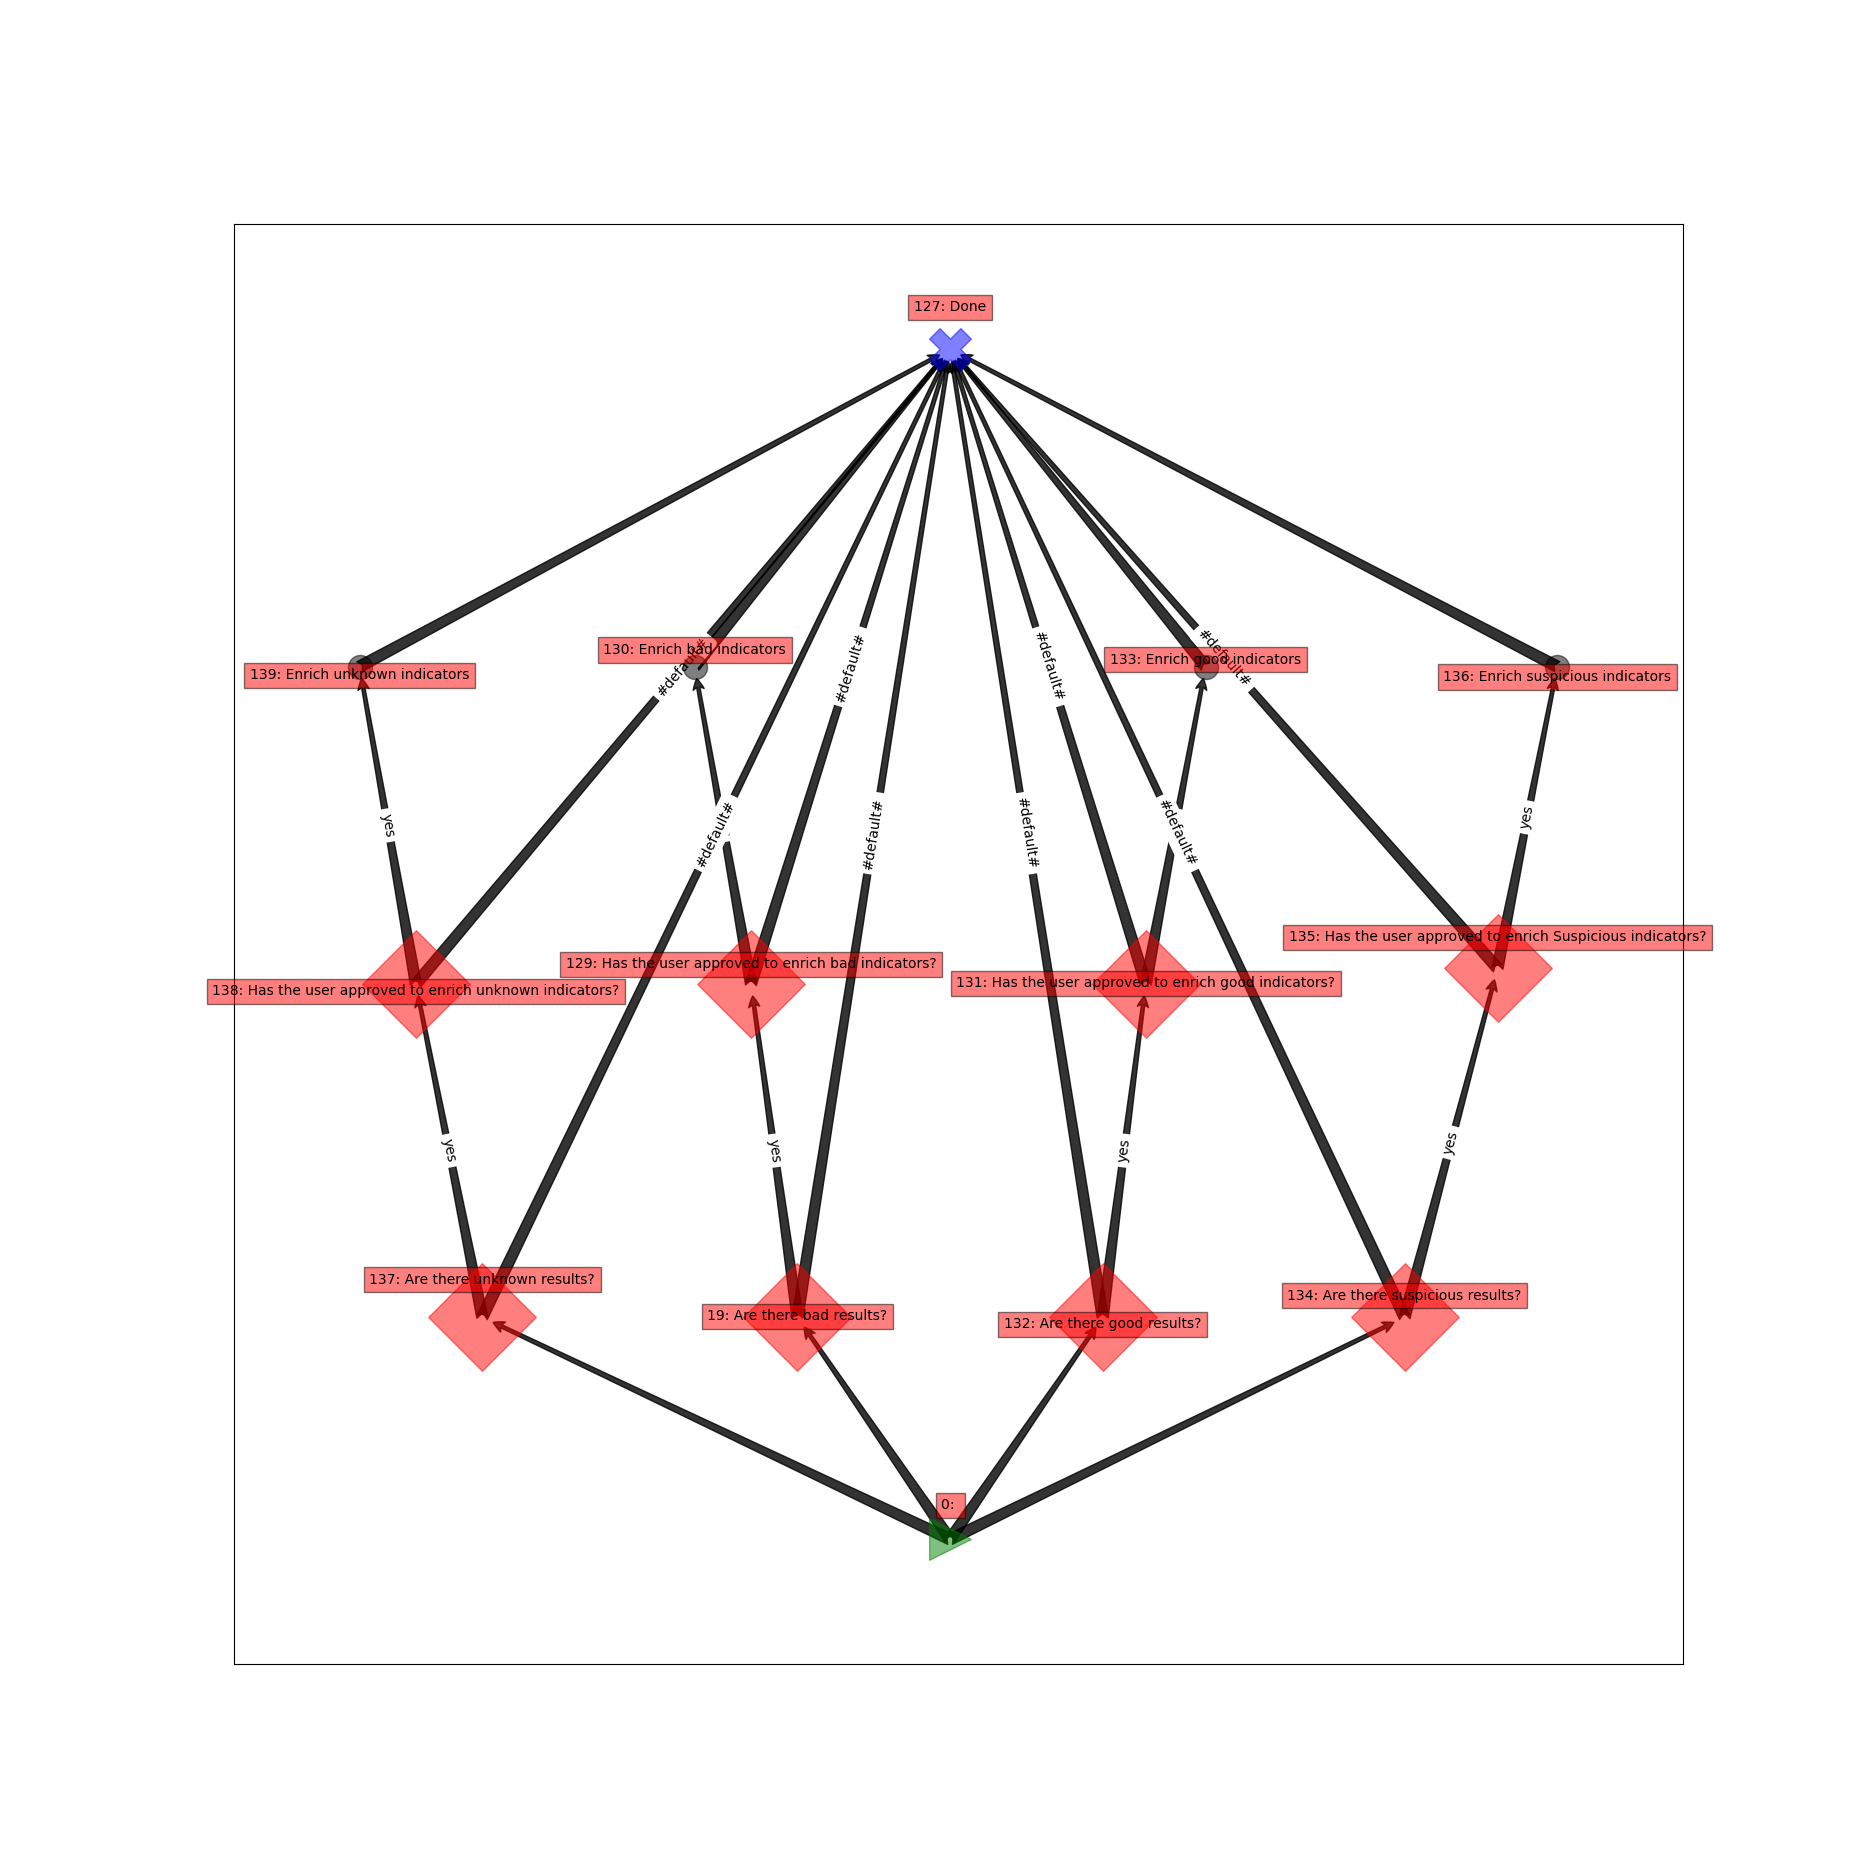 127: Done
#default#
#default#
#default#
#default#
130: Enrich bad indicators
133: Enrich good indicators
139: Enrich unknown indicators
136: Enrich suspicious indicators
yes
#default#
#default#
#default#
#default#
yes
135: Has the user approved to enrich Suspicious indicators?
129: Has the user approved to enrich bad indicators?
131: Has the user approved to enrich good indicators?
138: Has the user approved to enrich unknown indicators?
yes
yes
yes
yes
137: Are there unknown results?
134: Are there suspicious results?
19: Are there bad results?
132: Are there good results?
0: